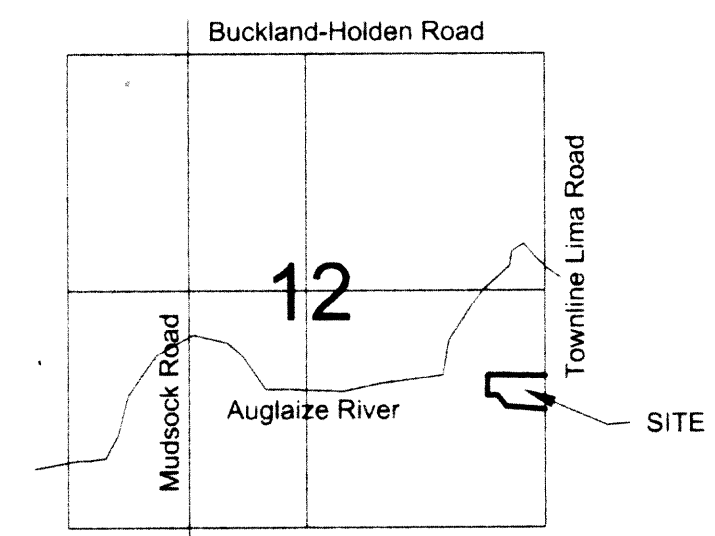 Buckland-Holden Road
Townline Lima Road
12
Mudsock Road
Auglaize River
SITE